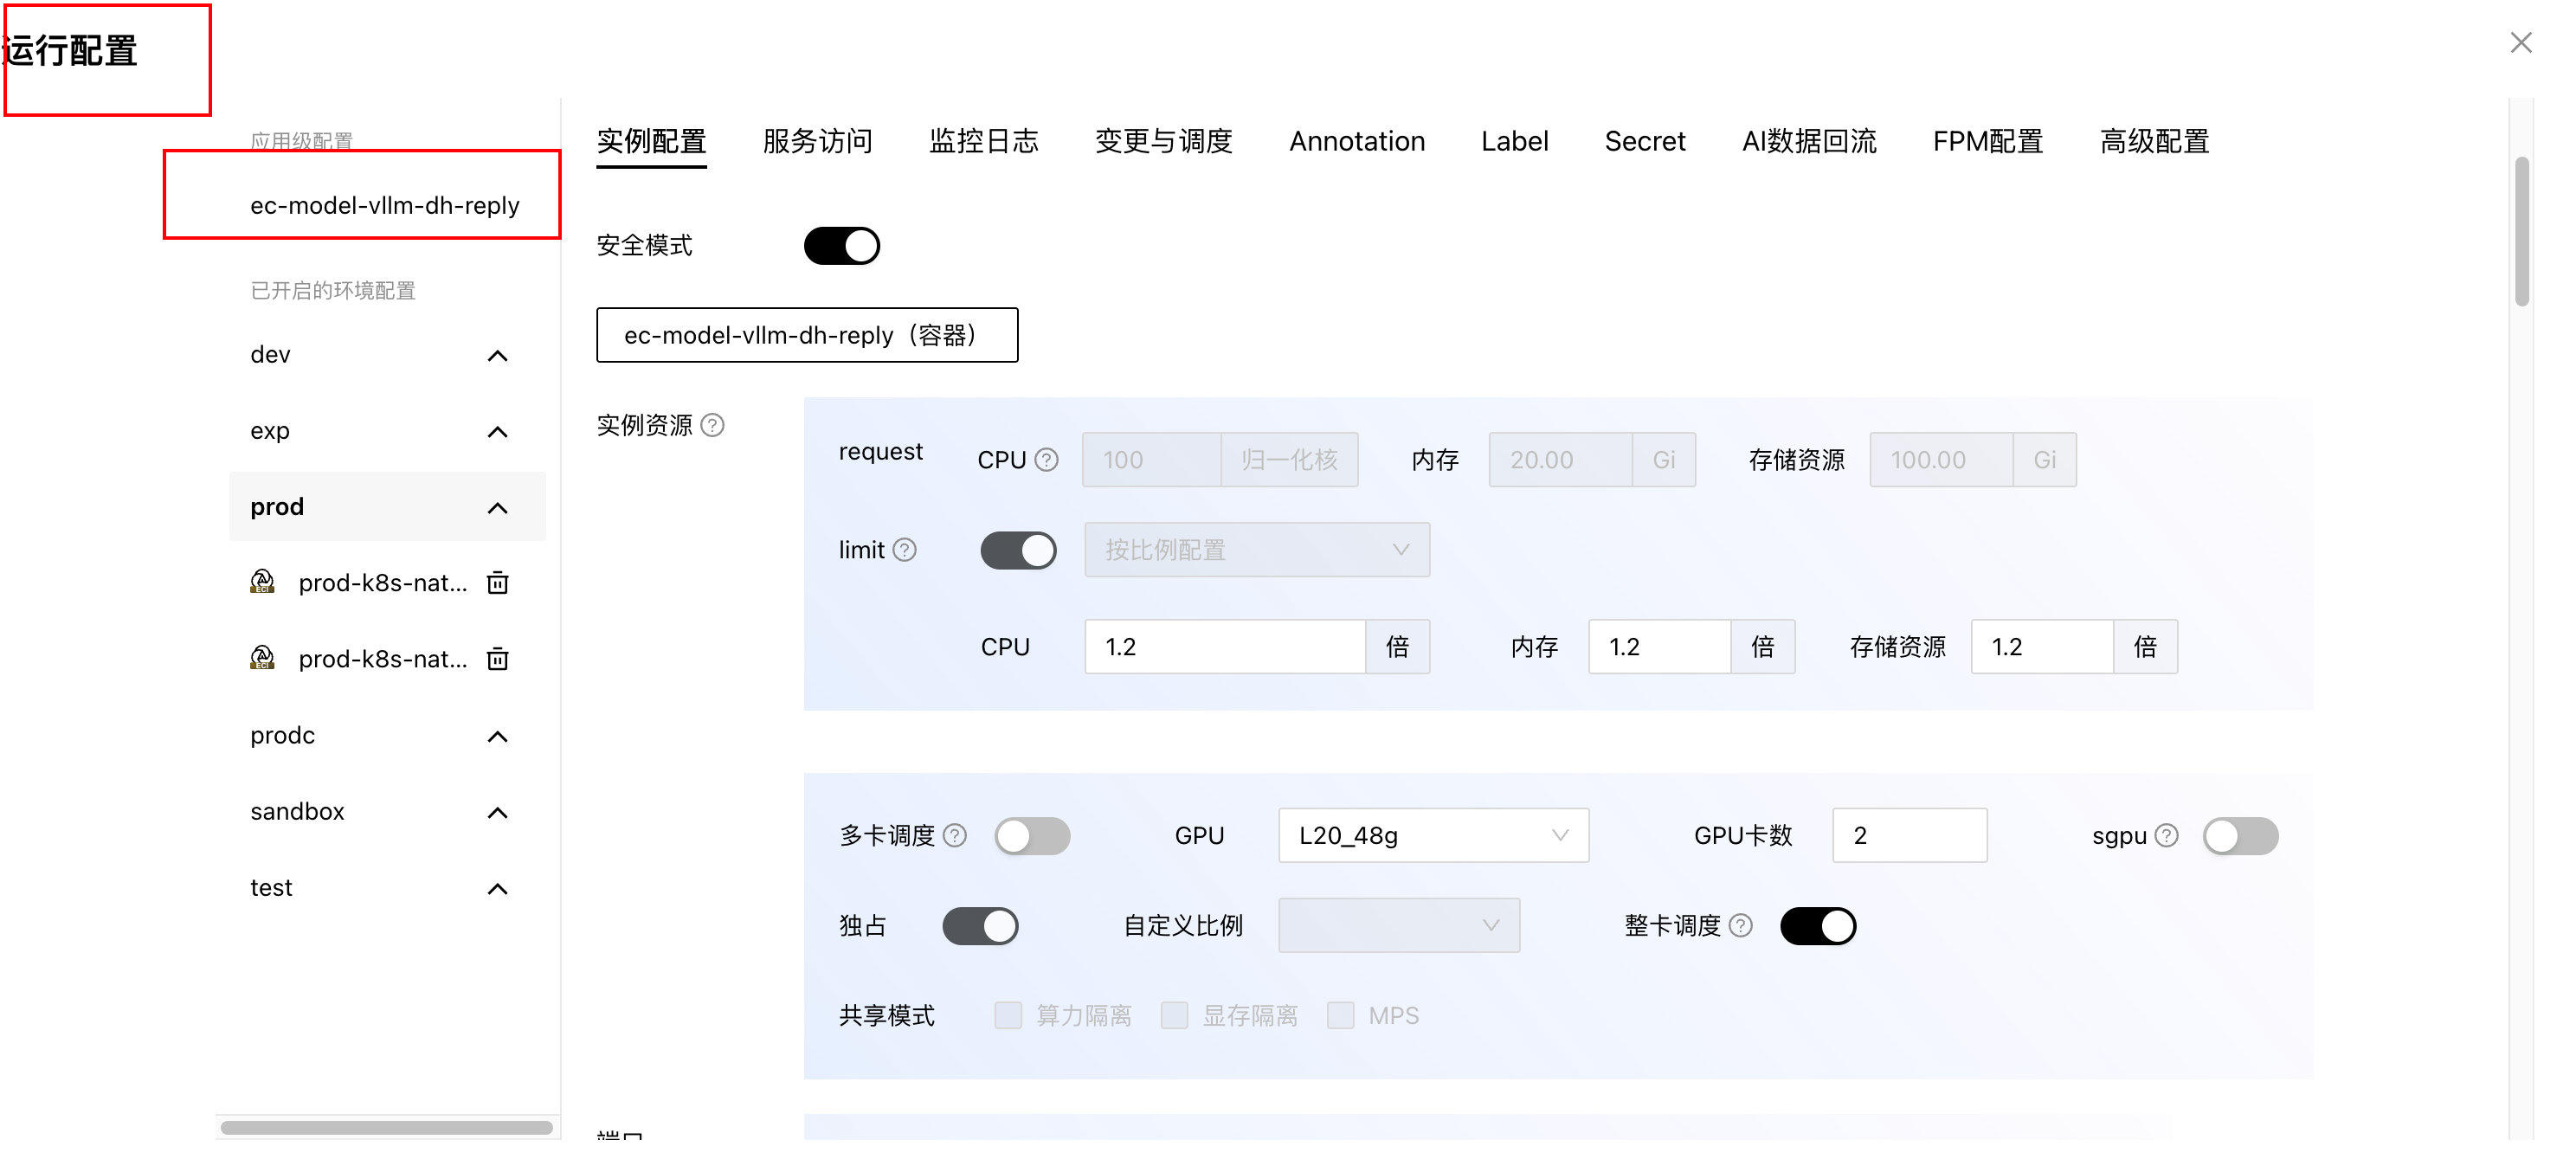 运行配置
应用级配置
ec-model-vllm-dh-reply
已开启的环境配置
dev
exp
prod
prod-k8s-nat...
prod-k8s-nat...
prodc
sandbox
test
实例配置 服务访问 监控日志 变更与调度 Annotation Label Secret AI数据回流 FPM配置 高级配置
安全模式
ec-model-vllm-dh-reply（容器）
实例资源 ?
request CPU ? 100 归一化核 内存 20.00 Gi 存储资源 100.00 Gi
limit ? 按比例配置
CPU 1.2 倍 内存 1.2 倍 存储资源 1.2 倍
多卡调度 ? GPU L20_48g GPU卡数 2 sgpu ?
独占 自定义比例 整卡调度 ?
共享模式 算力隔离 显存隔离 MPS